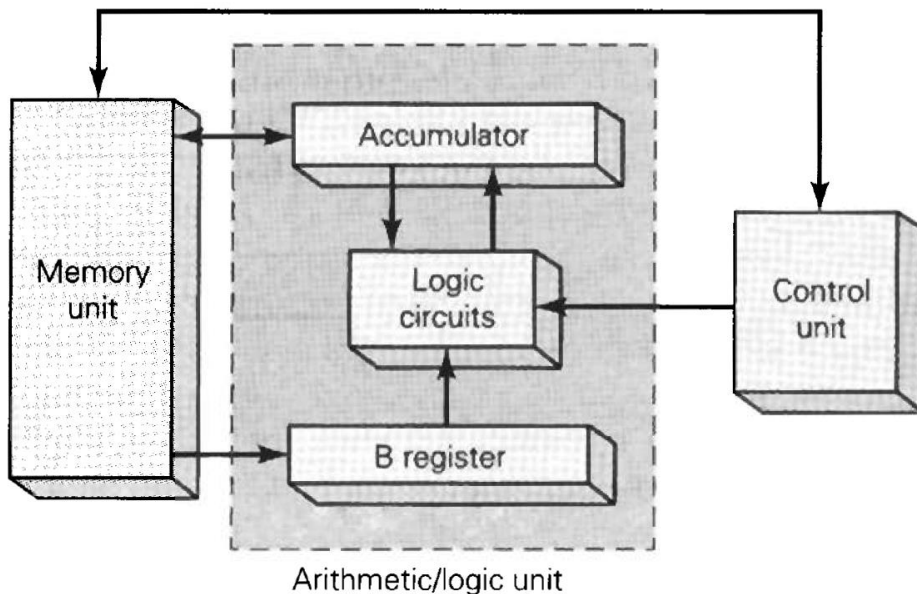 Accumulator
Memory
unit
Logic
circuits
Control
unit
B register
Arithmetic/logic unit